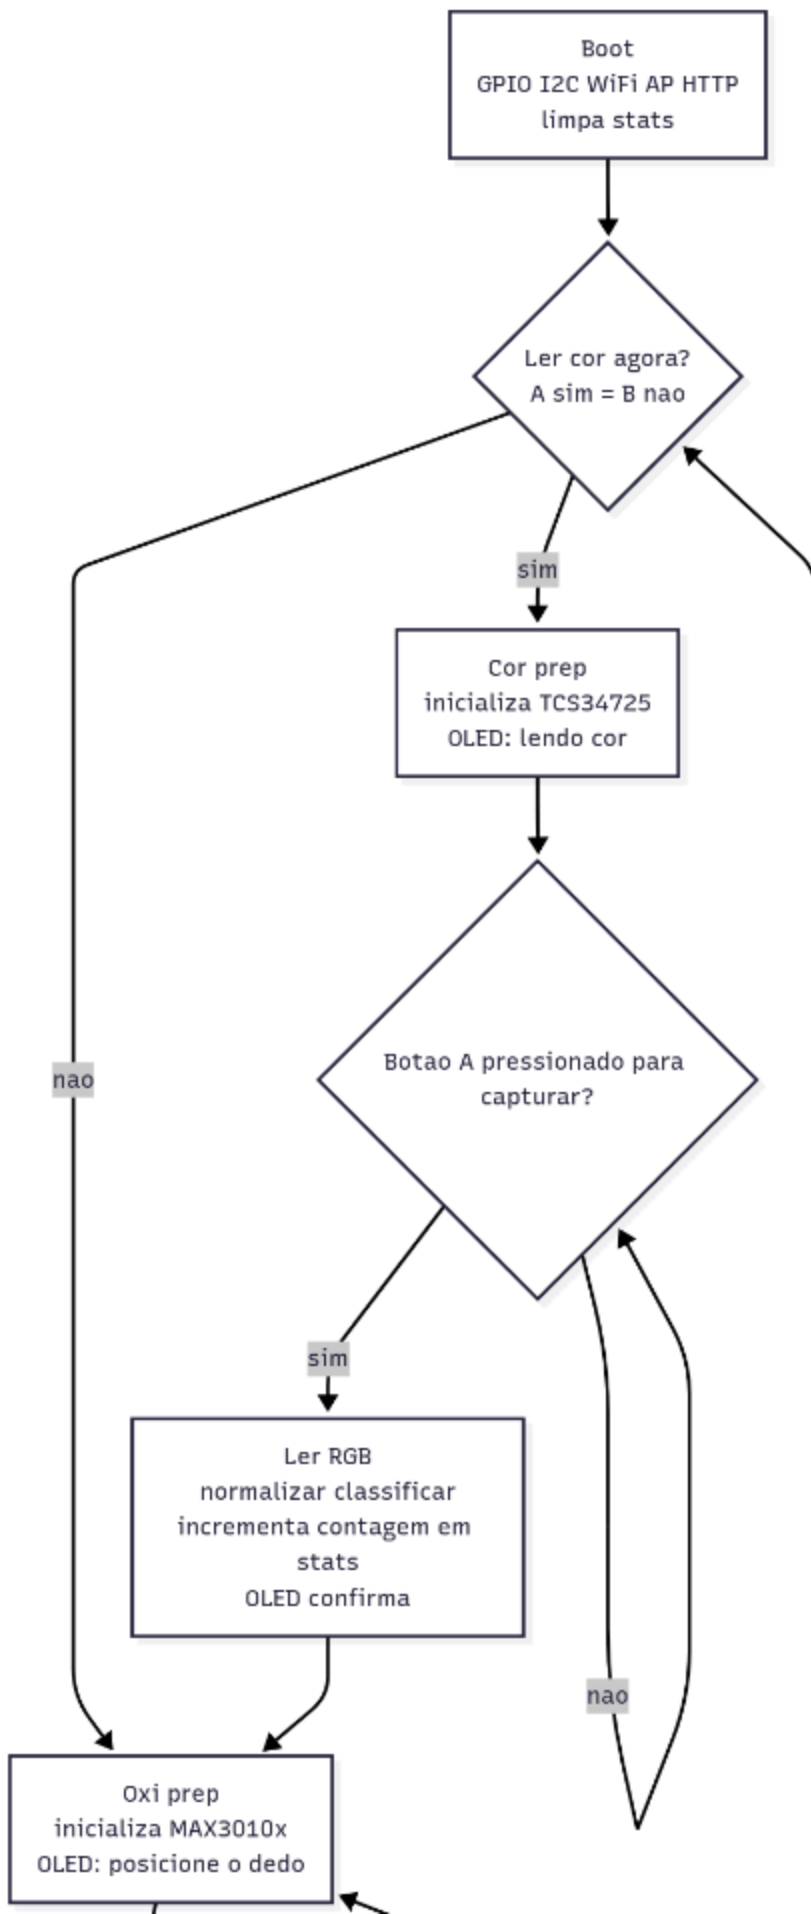 Boot
GPIO I2C WiFi AP HTTP
limpa stats
Ler cor agora?
A sim = B nao
sim
Cor prep
inicializa TCS34725
OLED: lendo cor
nao
Botao A pressionado para
capturar?
sim
Ler RGB
normalizar classificar
incrementa contagem em
stats
OLED confirma
nao
Oxi prep
inicializa MAX3010x
OLED: posicione o dedo